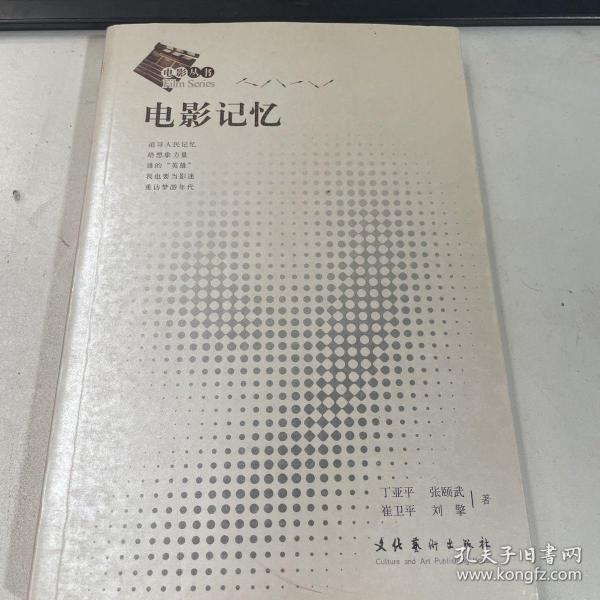 电影丛书
Film Series
电影记忆
追寻人民记忆
给想象力量
谁的“英雄”
我也要当影迷
重访梦游年代
丁亚平 张颐武
崔卫平 刘擎
著
文化艺术出版社
Culture and Art Publishing
孔夫子旧书网
www.kongfz.com